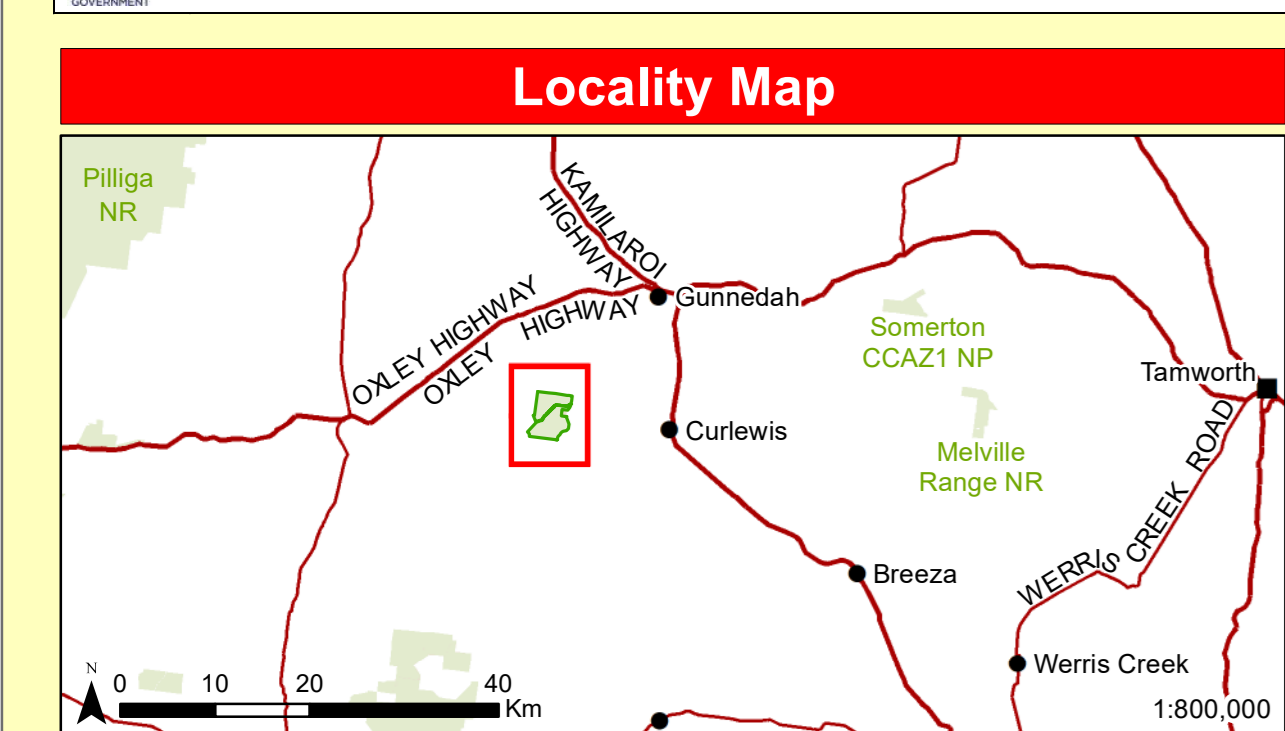 GOVERNMENT
Locality Map
Pilliga
NR
KAMILAROI
HIGHWAY
OXLEY HIGHWAY
OXLEY HIGHWAY
Gunnedah
Somerton
CCAZ1 NP
Tamworth
Curlewis
Melville
Range NR
WERRIS CREEK ROAD
Breeza
Werris Creek
N
0 10 20 40
Km
1:800,000